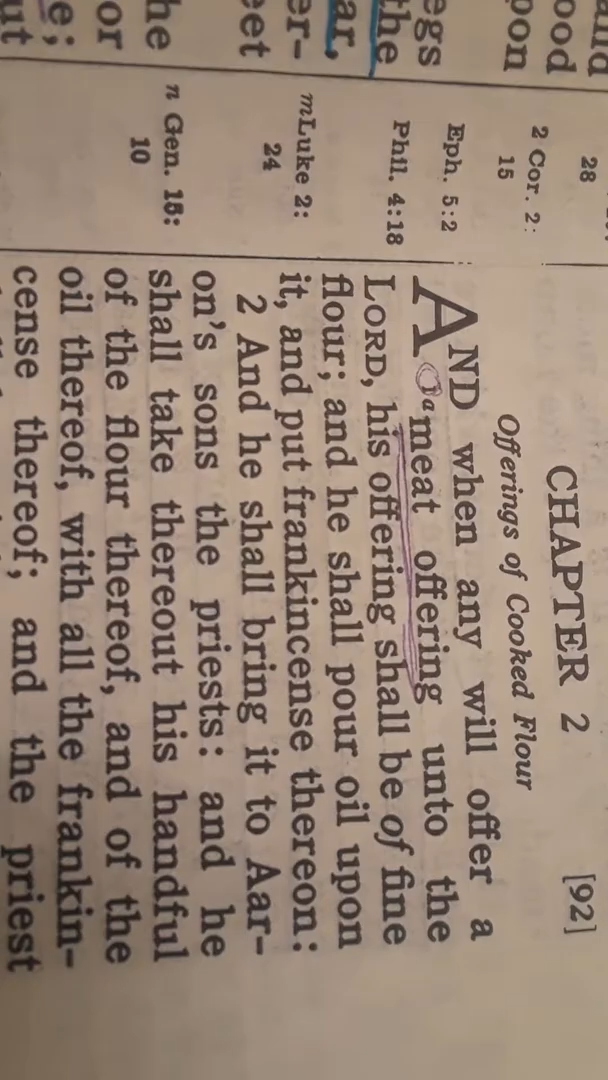 and
ood
pon
egs
the
ar,
er-
eet
he
or
e;
ut
28
2 Cor. 2:
15
Eph. 5:2
Phil. 4:18
m Luke 2:
24
n Gen. 15:
10
CHAPTER 2 [92]
Offerings of Cooked Flour
AND when any will offer a
1 a meat offering unto the
LORD, his offering shall be of fine
flour; and he shall pour oil upon
it, and put frankincense thereon:
2 And he shall bring it to Aar-
on's sons the priests: and he
shall take thereout his handful
of the flour thereof, and of the
oil thereof, with all the frankin-
cense thereof; and the priest